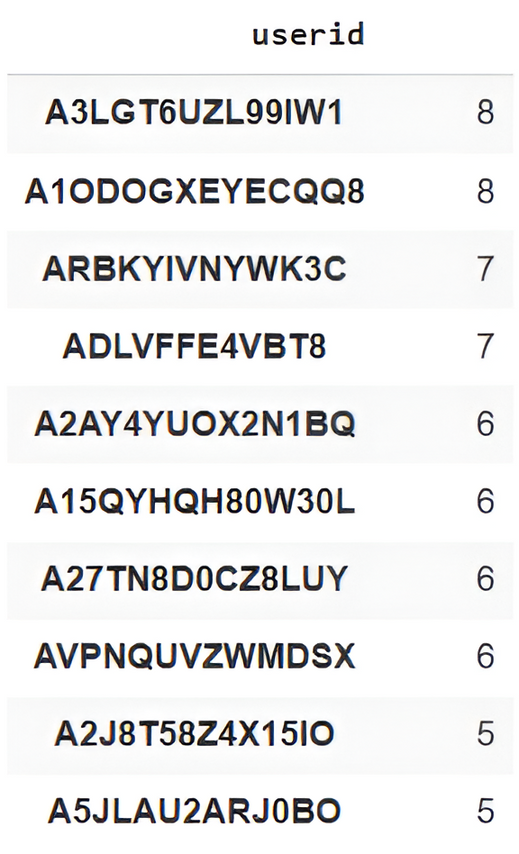 userid
A3LGT6UZL99IW1 8
A1ODOGXEYECQQ8 8
ARBKYIVNYWK3C 7
ADLVFFE4VBT8 7
A2AY4YUOX2N1BQ 6
A15QYHQH80W30L 6
A27TN8D0CZ8LUY 6
AVPNQUVZWMDSX 6
A2J8T58Z4X15IO 5
A5JLAU2ARJ0BO 5